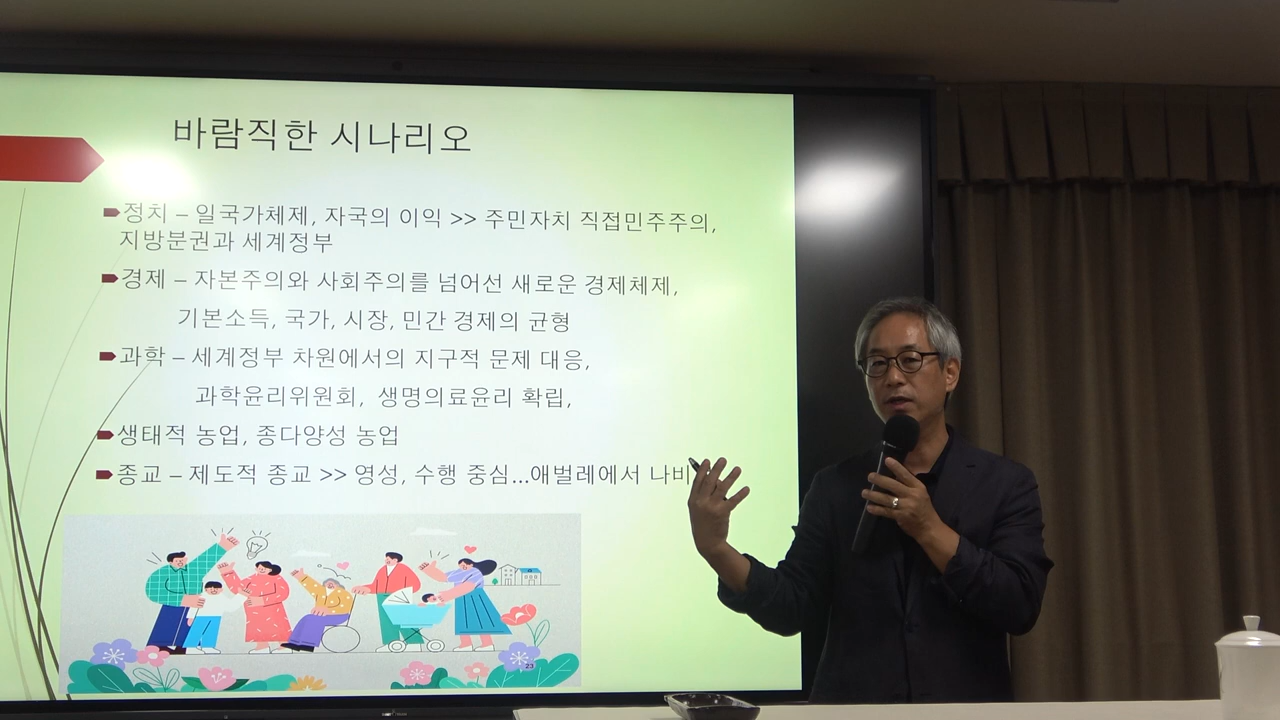 바람직한 시나리오
정치 – 일국가체제, 자국의 이익 >> 주민자치 직접민주주의,
지방분권과 세계정부
경제 – 자본주의와 사회주의를 넘어선 새로운 경제체제,
기본소득, 국가, 시장, 민간 경제의 균형
과학 – 세계정부 차원에서의 지구적 문제 대응,
과학윤리위원회, 생명의료윤리 확립,
생태적 농업, 종다양성 농업
종교 – 제도적 종교 >> 영성, 수행 중심...애벌레에서 나비
23